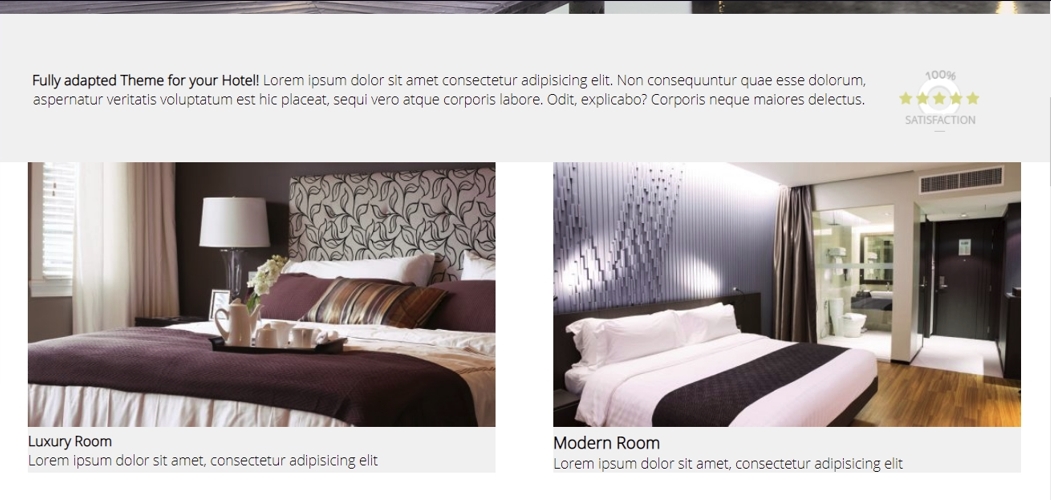 Fully adapted Theme for your Hotel! Lorem ipsum dolor sit amet consectetur adipisicing elit. Non consequuntur quae esse dolorum,
aspernatur veritatis voluptatum est hic placeat, sequi vero atque corporis labore. Odit, explicabo? Corporis neque maiores delectus.
100%
SATISFACTION
Luxury Room
Lorem ipsum dolor sit amet, consectetur adipisicing elit
Modern Room
Lorem ipsum dolor sit amet, consectetur adipisicing elit